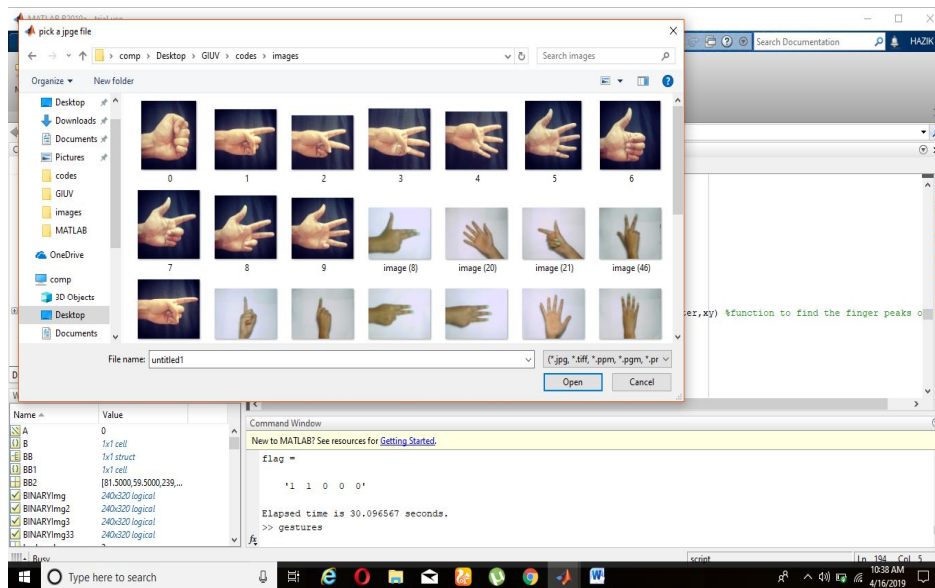 MATLAB R2019a - trial use
pick a jpge file
comp > Desktop > GIUV > codes > images
Search images
Search Documentation
HAZIK
Organize
New folder
Desktop
Downloads
Documents
Pictures
codes
GIUV
images
MATLAB
OneDrive
comp
3D Objects
Desktop
Documents
0 1 2 3 4 5 6
7 8 9 image (8) image (20) image (21) image (46)
er,xy) %function to find the finger peaks o
File name: untitled1
(*.jpg, *.tiff, *.ppm, *.pgm, *.pr
Open Cancel
Name Value
A 0
B 1x1 cell
BB 1x1 struct
BB1 1x1 cell
BB2 [81.5000,59.5000,239,...
BINARYImg 240x320 logical
BINARYImg2 240x320 logical
BINARYImg3 240x320 logical
BINARYImg33 240x320 logical
Command Window
New to MATLAB? See resources for Getting Started.
flag =
'1 1 0 0 0'
Elapsed time is 30.096567 seconds.
>> gestures
fx
Busy
script
Ln 194 Col 5
Type here to search
10:38 AM
4/16/2019